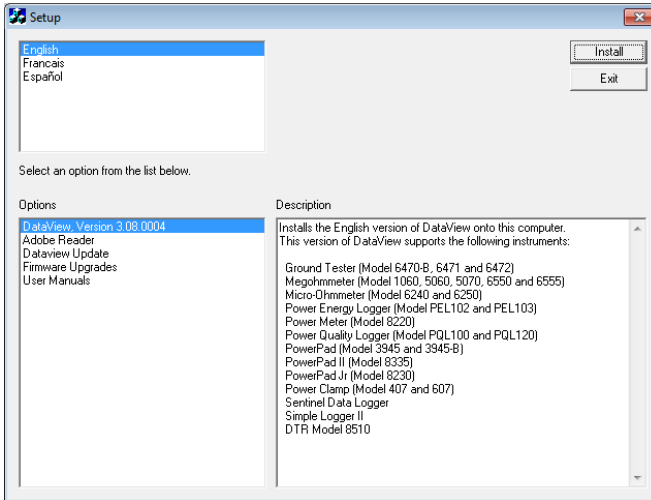 Setup
English
Francais
Español
Install
Exit
Select an option from the list below.
Options
DataView, Version 3.08.0004
Adobe Reader
Dataview Update
Firmware Upgrades
User Manuals
Description
Installs the English version of DataView onto this computer.
This version of DataView supports the following instruments:
Ground Tester (Model 6470-B, 6471 and 6472)
Megohmmeter (Model 1060, 5060, 5070, 6550 and 6555)
Micro-Ohmmeter (Model 6240 and 6250)
Power Energy Logger (Model PEL102 and PEL103)
Power Meter (Model 8220)
Power Quality Logger (Model PQL100 and PQL120)
PowerPad (Model 3945 and 3945-B)
PowerPad II (Model 8335)
PowerPad Jr (Model 8230)
Power Clamp (Model 407 and 607)
Sentinel Data Logger
Simple Logger II
DTR Model 8510